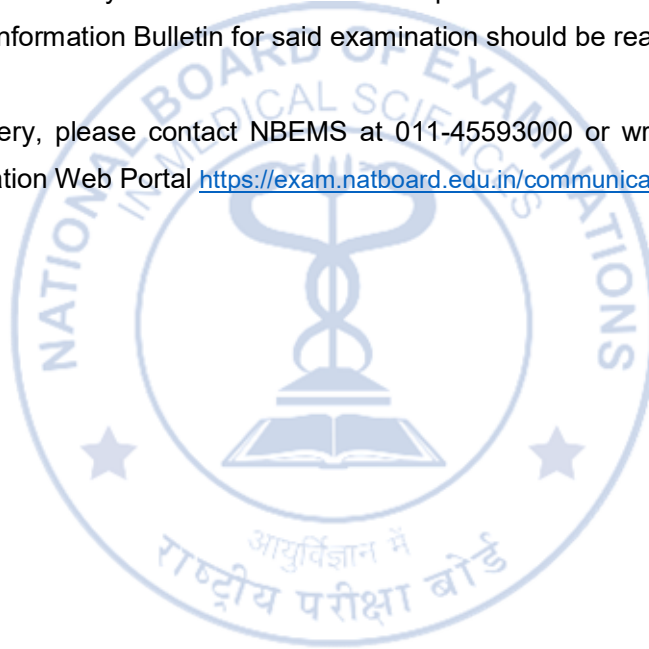 nformation Bulletin for said examination should be rea
ery, please contact NBEMS at 011-45593000 or wr
ation Web Portal https://exam.natboard.edu.in/communica
NATIONAL BOARD OF EXAMINATIONS
IN MEDICAL SCIENCES
आयुर्विज्ञान में
राष्ट्रीय परीक्षा बोर्ड